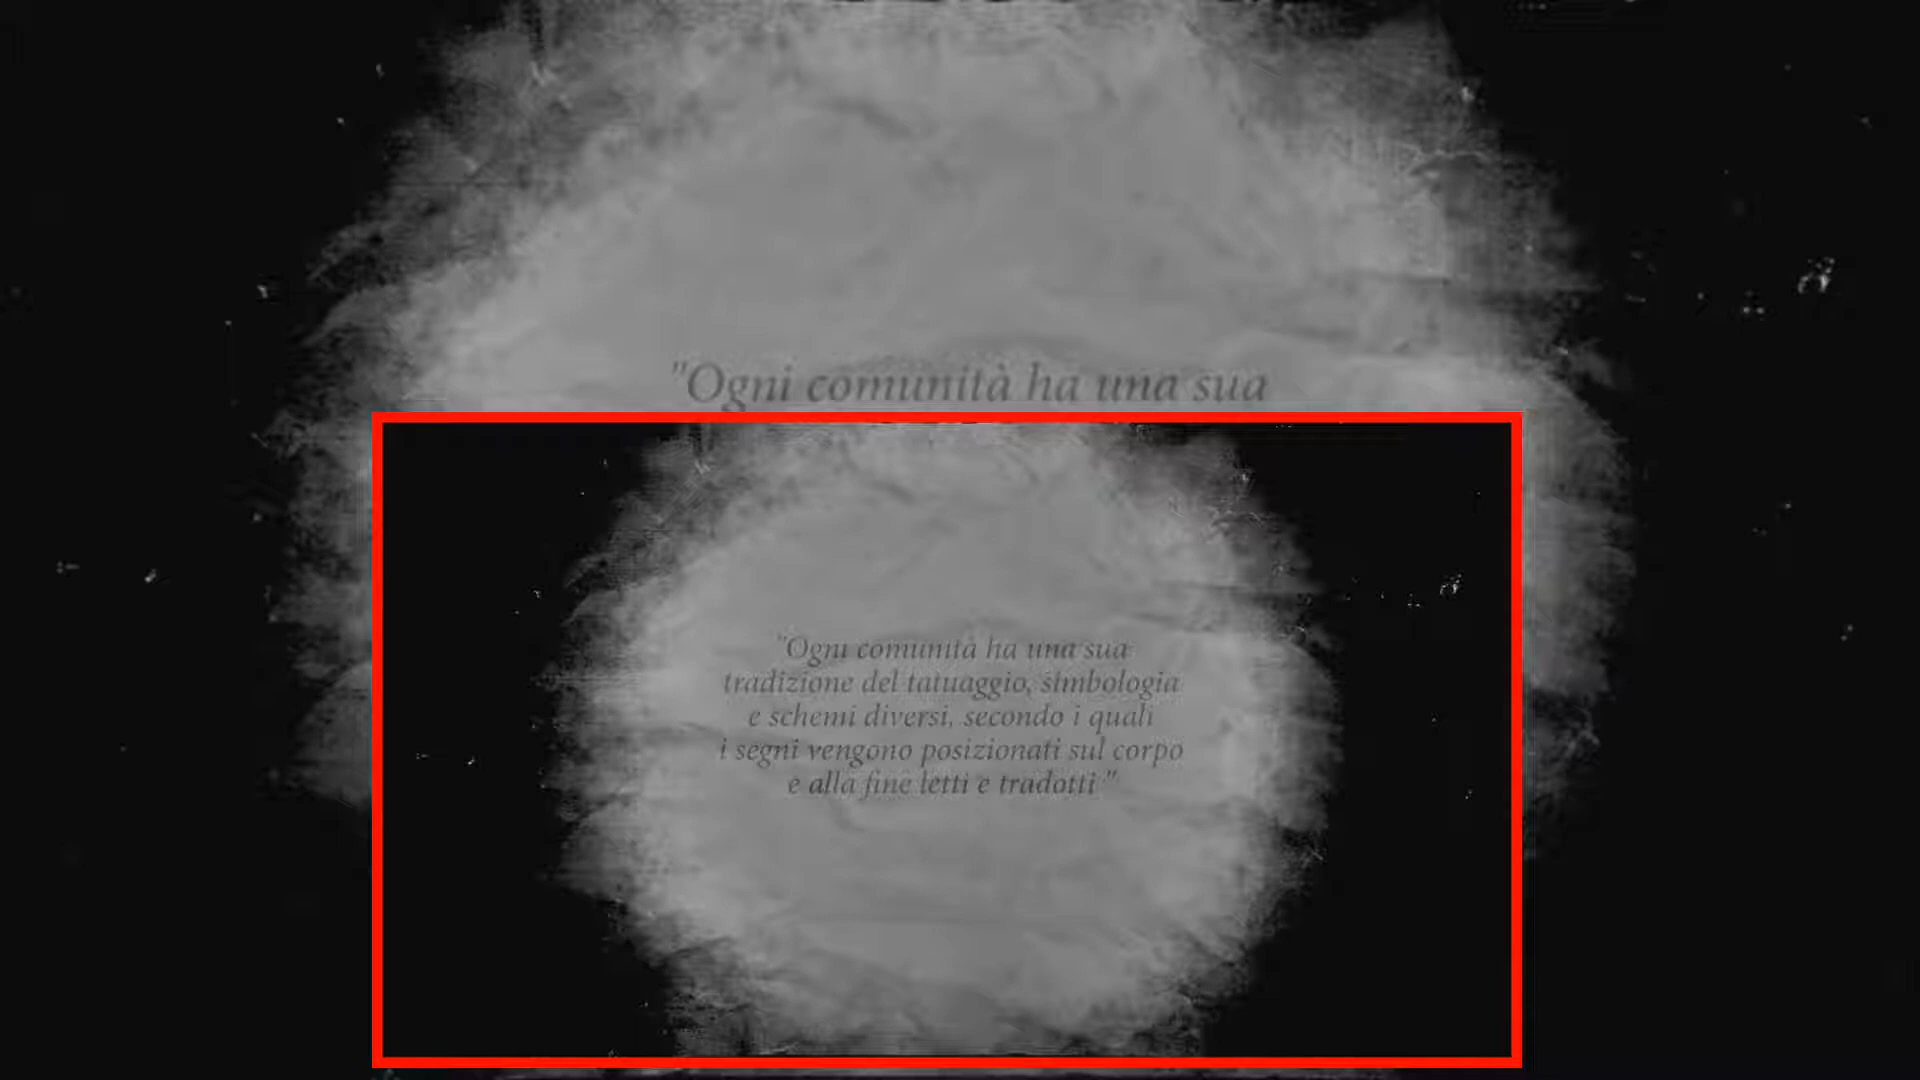 "Ogni comunità ha una sua
"Ogni comunità ha una sua
tradizione del tatuaggio, simbologia
e schemi diversi, secondo i quali
i segni vengono posizionati sul corpo
e alla fine letti e tradotti."